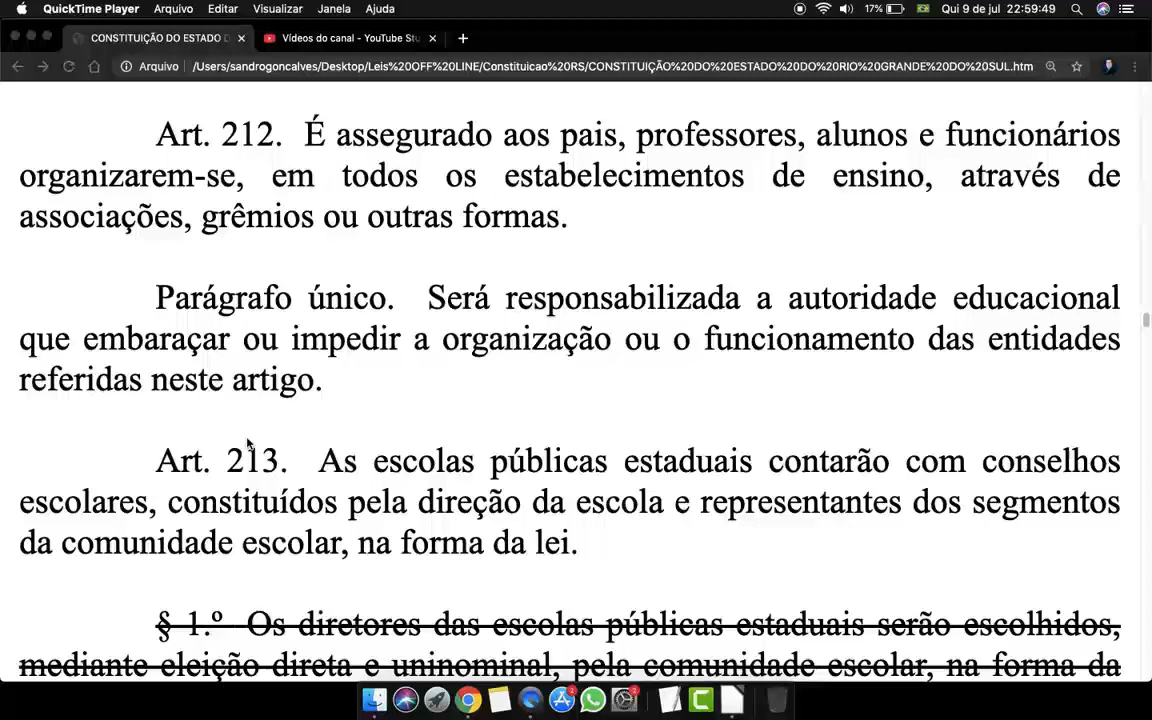 QuickTime Player Arquivo Editar Visualizar Janela Ajuda 17% Qui 9 de jul 22:59:49
CONSTITUIÇÃO DO ESTADO D Vídeos do canal - YouTube Stu
Arquivo /Users/sandrogoncalves/Desktop/Leis%20OFF%20LINE/Constituicao%20RS/CONSTITUIÇÃO%20DO%20ESTADO%20DO%20RIO%20GRANDE%20DO%20SUL.htm
Art. 212. É assegurado aos pais, professores, alunos e funcionários
organizarem-se, em todos os estabelecimentos de ensino, através de
associações, grêmios ou outras formas.
Parágrafo único. Será responsabilizada a autoridade educacional
que embaraçar ou impedir a organização ou o funcionamento das entidades
referidas neste artigo.
Art. 213. As escolas públicas estaduais contarão com conselhos
escolares, constituídos pela direção da escola e representantes dos segmentos
da comunidade escolar, na forma da lei.
§ 1.º Os diretores das escolas públicas estaduais serão escolhidos,
mediante eleição direta e uninominal, pela comunidade escolar, na forma da